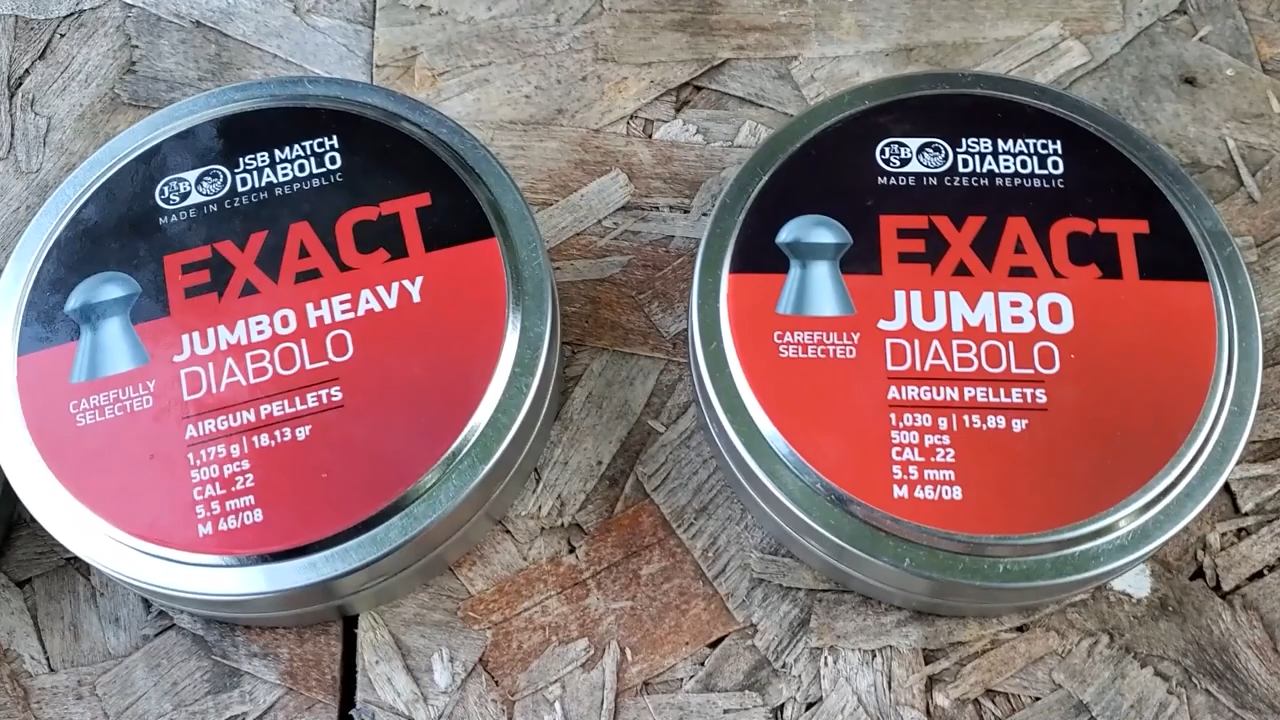 JSB
JSB MATCH
DIABOLO
MADE IN CZECH REPUBLIC
EXACT
JUMBO HEAVY
DIABOLO
CAREFULLY
SELECTED
AIRGUN PELLETS
1,175 g | 18,13 gr
500 pcs
CAL .22
5.5 mm
M 46/08
JSB
JSB MATCH
DIABOLO
MADE IN CZECH REPUBLIC
EXACT
JUMBO
DIABOLO
CAREFULLY
SELECTED
AIRGUN PELLETS
1,030 g | 15,89 gr
500 pcs
CAL .22
5.5 mm
M 46/08